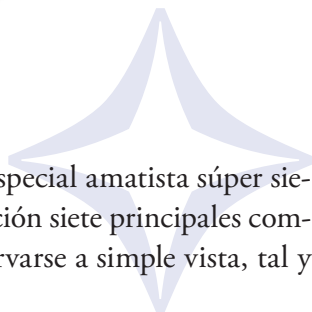 special amatista súper sie-
ción siete principales com-
rvarse a simple vista, tal y